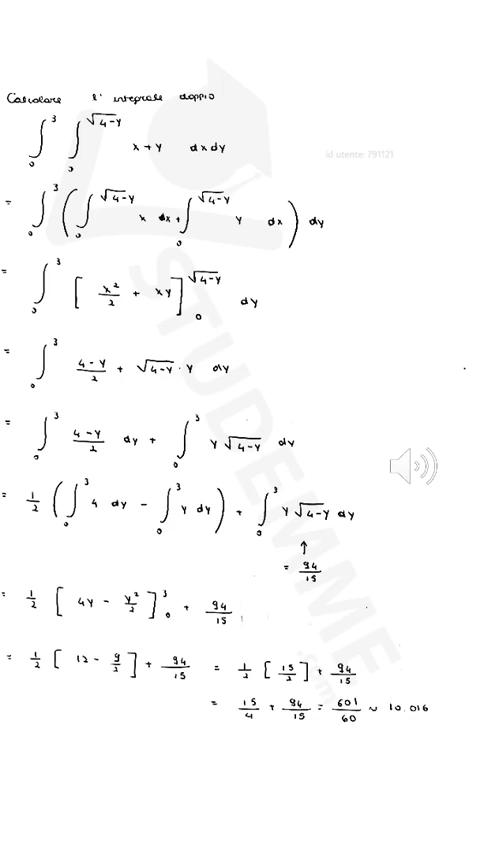 Calcolare l'integrale doppio
∫₀³ ∫₀^√(4-y) x + y dx dy
id utente: 791121
= ∫₀³ ( ∫₀^√(4-y) x dx + ∫₀^√(4-y) y dx ) dy
= ∫₀³ [ x²/2 + xy ]₀^√(4-y) dy
= ∫₀³ (4-y)/2 + √(4-y) · y dy
= ∫₀³ (4-y)/2 dy + ∫₀³ y √(4-y) dy
= 1/2 ( ∫₀³ 4 dy - ∫₀³ y dy ) + ∫₀³ y √(4-y) dy
↑
= 94/15
= 1/2 [ 4y - y²/2 ]₀³ + 94/15
= 1/2 [ 12 - 9/2 ] + 94/15 = 1/2 [ 15/2 ] + 94/15
= 15/4 + 94/15 = 601/60 ~ 10.016
STUDEMME